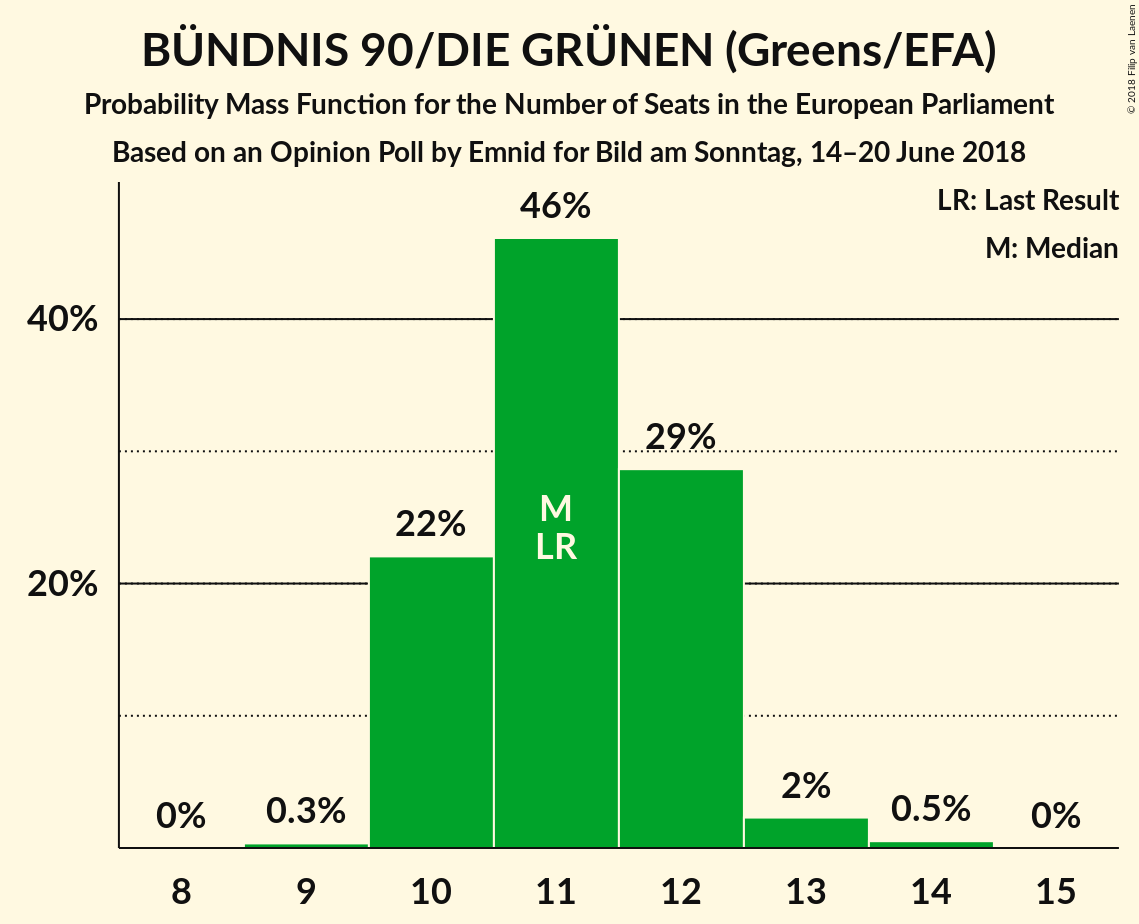 BÜNDNIS 90/DIE GRÜNEN (Greens/EFA)
Probability Mass Function for the Number of Seats in the European Parliament
Based on an Opinion Poll by Emnid for Bild am Sonntag, 14–20 June 2018
© 2018 Filip van Laenen
LR: Last Result
M: Median
46%
40%
29%
22%
M
LR
20%
0%
0.3%
2%
0.5%
0%
8 9 10 11 12 13 14 15